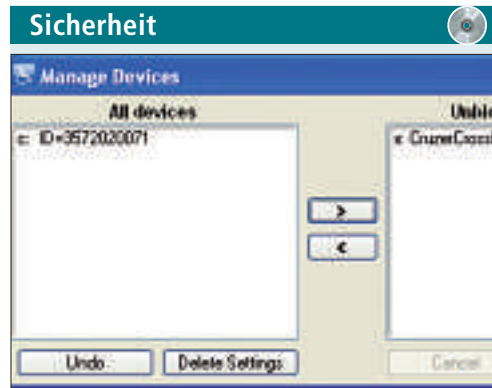 Sicherheit
Manage Devices
All devices
ID=3572020071
>
<
Undo
Delete Settings
Cancel